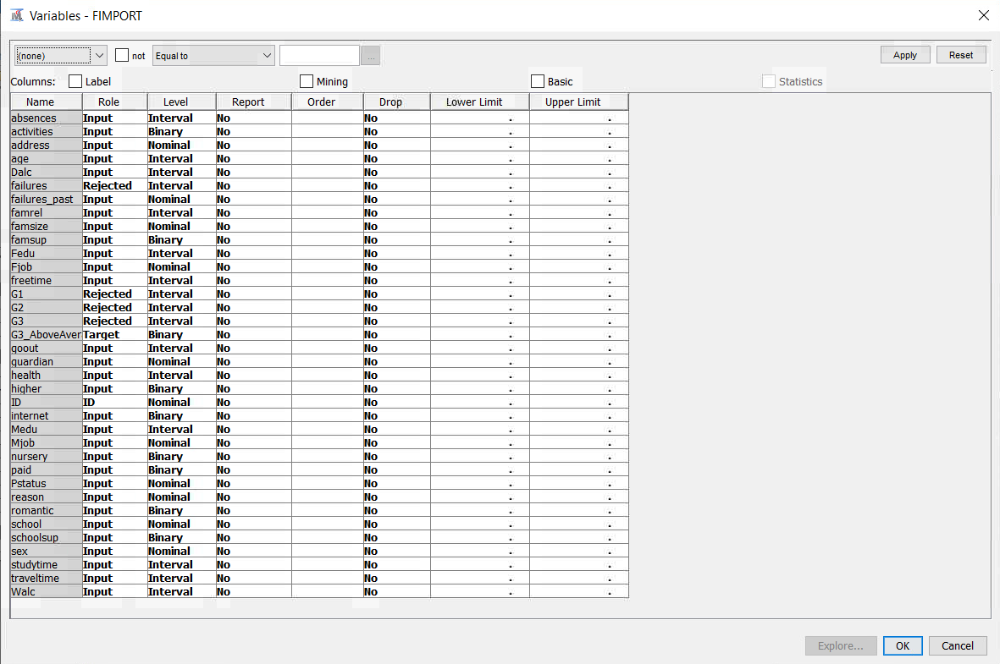 Variables - FIMPORT
(none) not Equal to ... Apply Reset
Columns: Label Mining Basic Statistics
Name Role Level Report Order Drop Lower Limit Upper Limit
absences Input Interval No No . .
activities Input Binary No No . .
address Input Nominal No No . .
age Input Interval No No . .
Dalc Input Interval No No . .
failures Rejected Interval No No . .
failures_past Input Nominal No No . .
famrel Input Interval No No . .
famsize Input Nominal No No . .
famsup Input Binary No No . .
Fedu Input Interval No No . .
Fjob Input Nominal No No . .
freetime Input Interval No No . .
G1 Rejected Interval No No . .
G2 Rejected Interval No No . .
G3 Rejected Interval No No . .
G3_AboveAver Target Binary No No . .
goout Input Interval No No . .
guardian Input Nominal No No . .
health Input Interval No No . .
higher Input Binary No No . .
ID ID Nominal No No . .
internet Input Binary No No . .
Medu Input Interval No No . .
Mjob Input Nominal No No . .
nursery Input Binary No No . .
paid Input Binary No No . .
Pstatus Input Nominal No No . .
reason Input Nominal No No . .
romantic Input Binary No No . .
school Input Nominal No No . .
schoolsup Input Binary No No . .
sex Input Nominal No No . .
studytime Input Interval No No . .
traveltime Input Interval No No . .
Walc Input Interval No No . .
Explore... OK Cancel